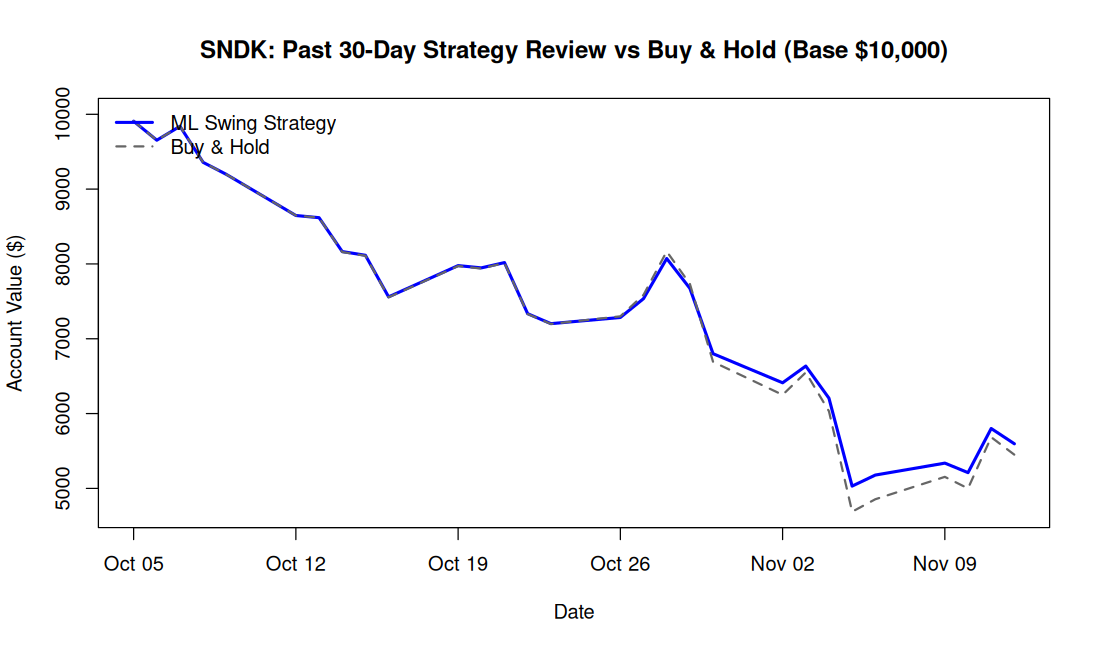 SNDK: Past 30-Day Strategy Review vs Buy & Hold (Base $10,000)
ML Swing Strategy
Buy & Hold
Account Value ($)
10000
9000
8000
7000
6000
5000
Oct 05
Oct 12
Oct 19
Oct 26
Nov 02
Nov 09
Date